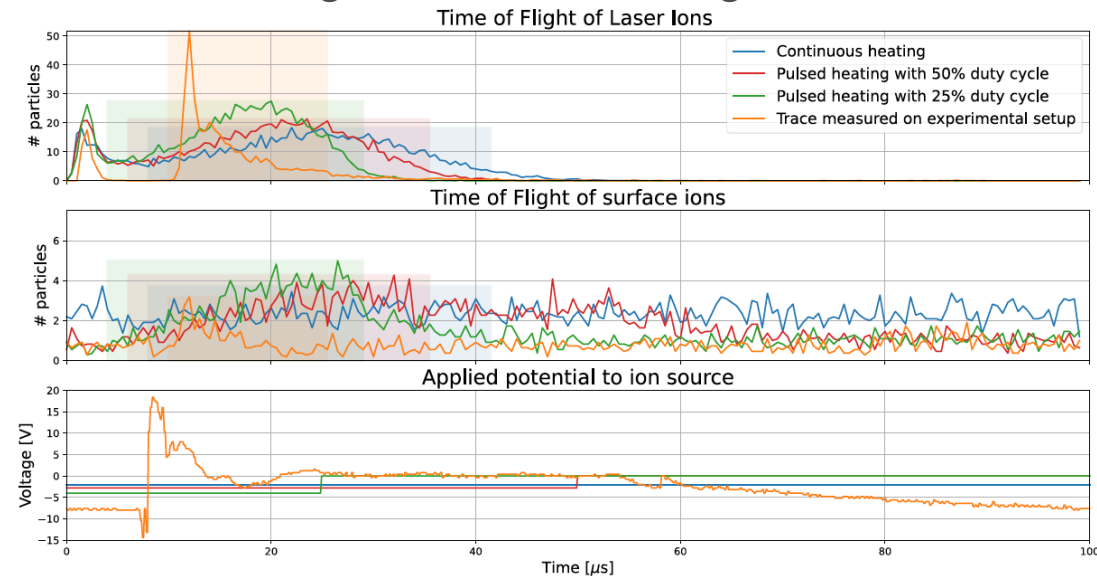 Time of Flight of Laser Ions
50
40
30
20
10
0
# particles
Continuous heating
Pulsed heating with 50% duty cycle
Pulsed heating with 25% duty cycle
Trace measured on experimental setup
Time of Flight of surface ions
6
4
2
0
# particles
Applied potential to ion source
20
15
10
5
0
−5
−10
−15
Voltage [V]
0 20 40 60 80 100
Time [μs]